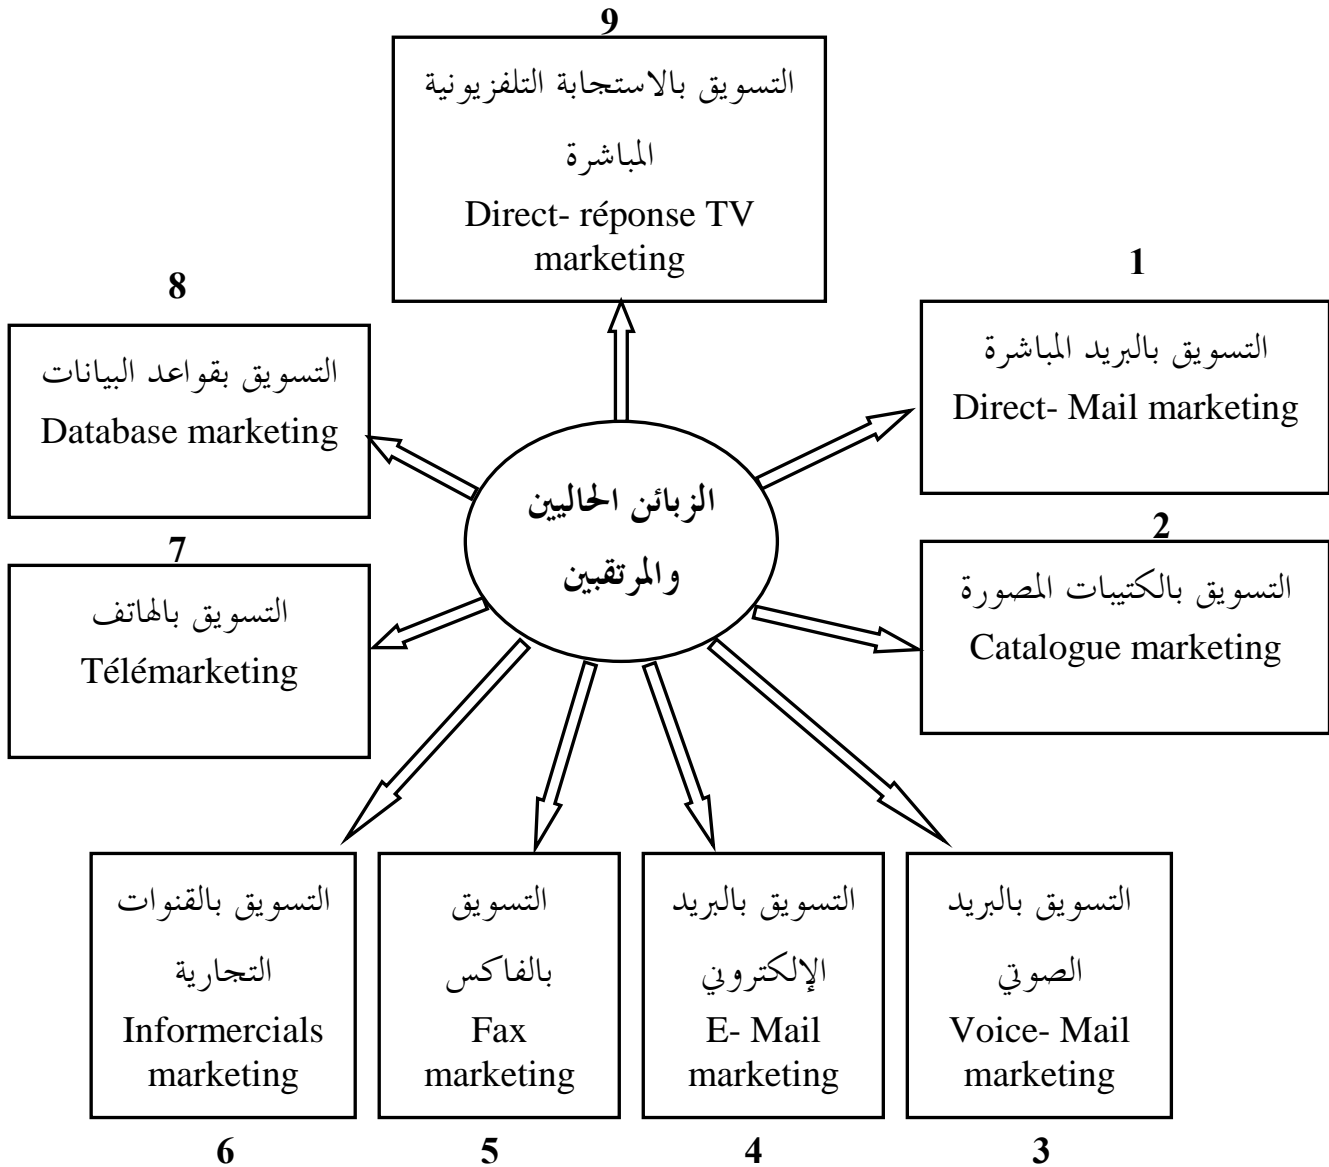 9
التسويق بالاستجابة التلفزيونية
المباشرة
Direct- réponse TV
marketing
1
التسويق بالبريد المباشرة
Direct- Mail marketing
8
التسويق بقواعد البيانات
Database marketing
الزبائن الحاليين
والمرتقبين
2
التسويق بالكتيبات المصورة
Catalogue marketing
7
التسويق بالهاتف
Télémarketing
التسويق بالقنوات
التجارية
Informercials
marketing
6
التسويق
بالفاكس
Fax
marketing
5
التسويق بالبريد
الإلكتروني
E- Mail
marketing
4
التسويق بالبريد
الصوتي
Voice- Mail
marketing
3